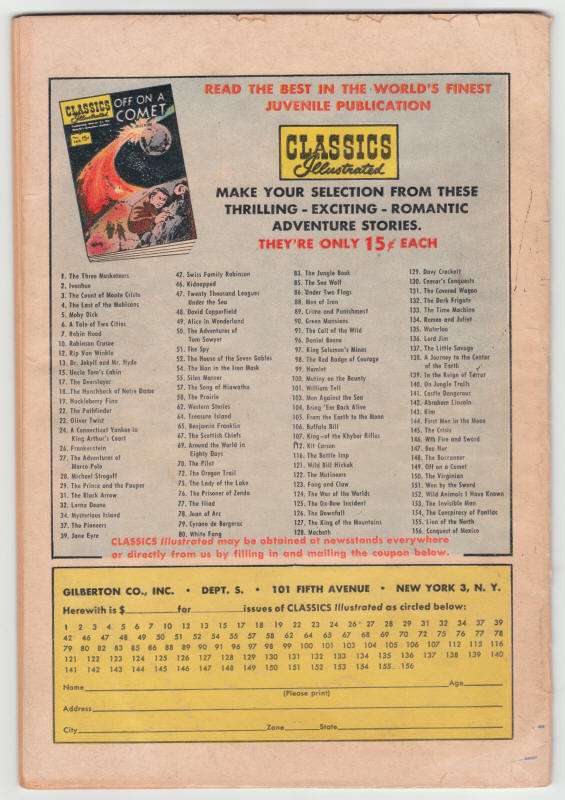 READ THE BEST IN THE WORLD'S FINEST
JUVENILE PUBLICATION
CLASSICS
Illustrated
OFF ON A
COMET
CLASSICS
Illustrated
MAKE YOUR SELECTION FROM THESE
THRILLING - EXCITING - ROMANTIC
ADVENTURE STORIES.
THEY'RE ONLY 15¢ EACH
1. The Three Musketeers
2. Ivanhoe
3. The Count of Monte Cristo
4. The Last of the Mohicans
5. Moby Dick
6. A Tale of Two Cities
7. Robin Hood
10. Robinson Crusoe
12. Rip Van Winkle
13. Dr. Jekyll and Mr. Hyde
15. Uncle Tom's Cabin
17. The Deerslayer
18. The Hunchback of Notre Dame
19. Huckleberry Finn
22. The Pathfinder
23. Oliver Twist
24. A Connecticut Yankee in
King Arthur's Court
26. Frankenstein
27. The Adventures of
Marco Polo
28. Michael Strogoff
29. The Prince and the Pauper
31. The Black Arrow
32. Lorna Doone
34. Mysterious Island
37. The Pioneers
39. Jane Eyre
42. Swiss Family Robinson
46. Kidnapped
47. Twenty Thousand Leagues
Under the Sea
48. David Copperfield
49. Alice in Wonderland
50. The Adventures of
Tom Sawyer
51. The Spy
52. The House of the Seven Gables
54. The Man in the Iron Mask
55. Silas Marner
57. The Song of Hiawatha
58. The Prairie
62. Western Stories
64. Treasure Island
65. Benjamin Franklin
67. The Scottish Chiefs
69. Around the World in
Eighty Days
70. The Pilot
72. The Oregon Trail
75. The Lady of the Lake
76. The Prisoner of Zenda
77. The Iliad
78. Joan of Arc
79. Cyrano de Bergerac
80. White Fang
83. The Jungle Book
85. The Sea Wolf
86. Under Two Flags
88. Men of Iron
89. Crime and Punishment
90. Green Mansions
91. The Call of the Wild
96. Daniel Boone
97. King Solomon's Mines
98. The Red Badge of Courage
99. Hamlet
100. Mutiny on the Bounty
101. William Tell
103. Men Against the Sea
104. Bring 'Em Back Alive
105. From the Earth to the Moon
106. Buffalo Bill
107. King—of the Khyber Rifles
112. Kit Carson
116. The Bottle Imp
121. Wild Bill Hickok
122. The Mutineers
123. Fang and Claw
124. The War of the Worlds
125. The Ox-Bow Incident
126. The Downfall
127. The King of the Mountains
128. Macbeth
129. Davy Crockett
130. Caesar's Conquests
131. The Covered Wagon
132. The Dark Frigate
133. The Time Machine
134. Romeo and Juliet
135. Waterloo
136. Lord Jim
137. The Little Savage
138. A Journey to the Center
of the Earth
139. In the Reign of Terror
140. On Jungle Trails
141. Castle Dangerous
142. Abraham Lincoln
143. Kim
144. First Men in the Moon
145. The Crisis
146. With Fire and Sword
147. Ben Hur
148. The Buccaneer
149. Off on a Comet
150. The Virginian
151. Won by the Sword
152. Wild Animals I Have Known
153. The Invisible Man
154. The Conspiracy of Pontiac
155. Lion of the North
156. Conquest of Mexico
CLASSICS Illustrated may be obtained at newsstands everywhere
or directly from us by filling in and mailing the coupon below.
GILBERTON CO., INC. • DEPT. S. • 101 FIFTH AVENUE • NEW YORK 3, N. Y.
Herewith is $ for issues of CLASSICS Illustrated as circled below:
1 2 3 4 5 6 7 10 12 13 15 17 18 19 22 23 24 26 27 28 29 31 32 34 37 39
42 46 47 48 49 50 51 52 54 55 57 58 62 64 65 67 68 69 70 72 75 76 77 78
79 80 82 83 85 86 88 89 90 91 96 97 98 99 100 101 103 104 105 106 107 112 115 116
121 122 123 124 125 126 127 128 129 130 131 132 133 134 135 136 137 138 139 140
141 142 143 144 145 146 147 148 149 150 151 152 153 154 155 156
Name Age
(Please print)
Address
City Zone State